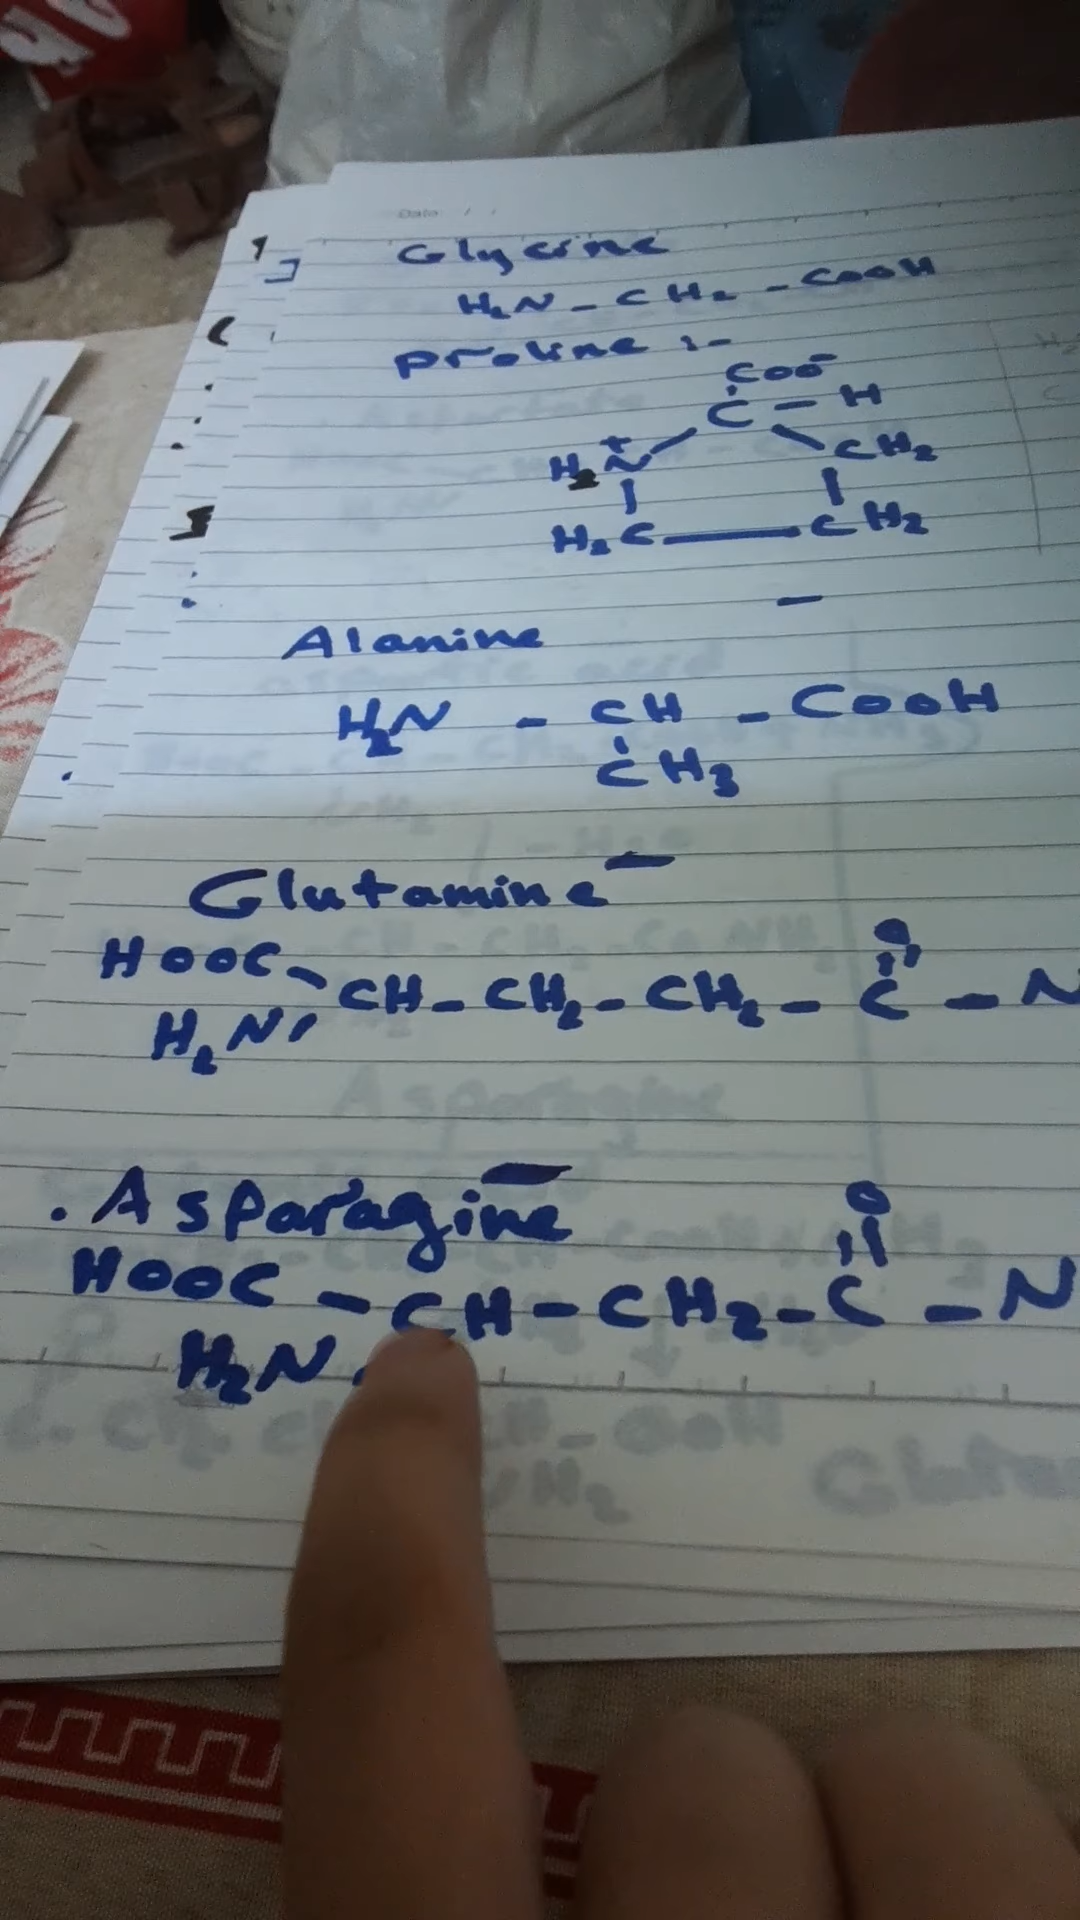 Date / /
Glycine
H2N - CH2 - COOH
Proline :-
COO-
C - H
H2N+
CH2
H2C
CH2
Alanine
H2N - CH - COOH
CH3
Glutamine
O
HOOC
CH - CH2 - CH2 - C - N
H2N
. Asparagine
O
HOOC - CH - CH2 - C - N
H2N